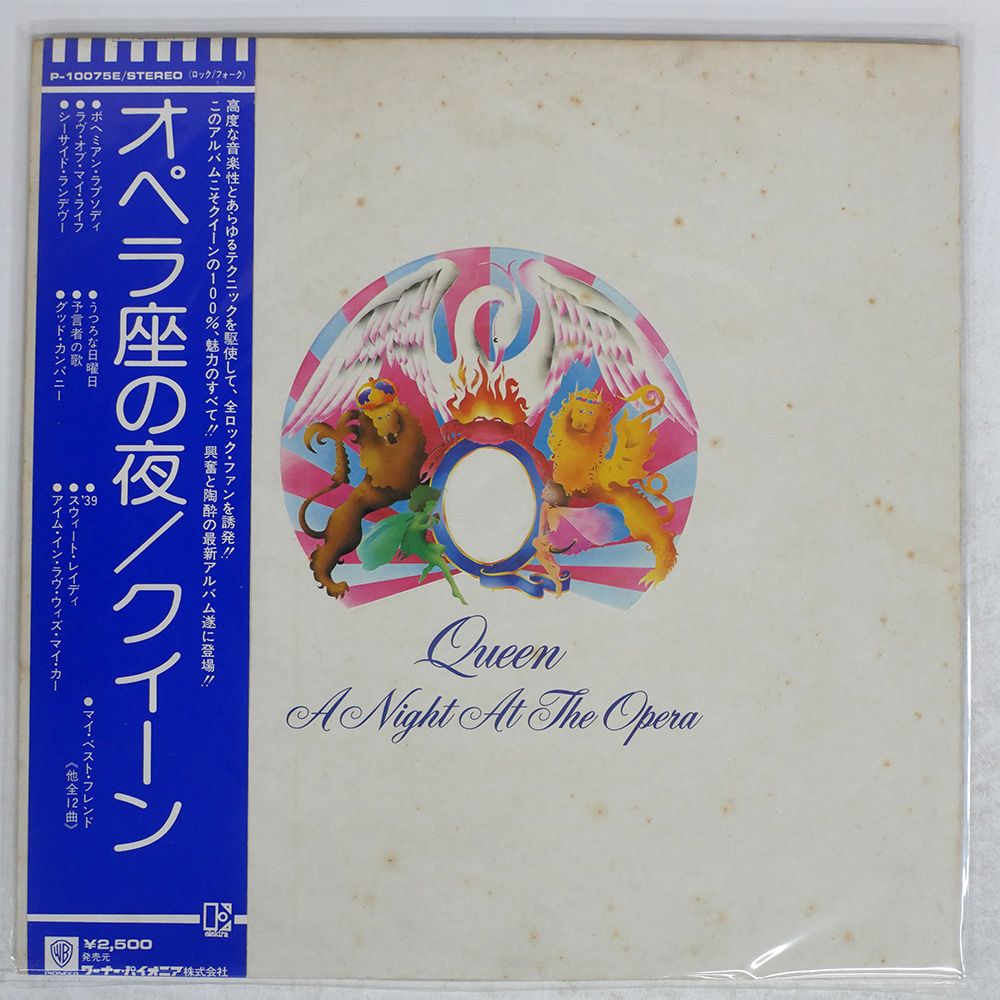 P-10075E/STEREO (ロック/フォーク)
高度な音楽性とあらゆるテクニックを駆使して、全ロック・ファンを誘発!!
このアルバムこそクイーンの100%、魅力のすべて!! 興奮と陶酔の最新アルバム遂に登場!!
オペラ座の夜/クイーン
●ボヘミアン・ラプソディ
●ラヴ・オブ・マイ・ライフ
●シーサイド・ランデヴー
●うつろな日曜日
●予言者の歌
●グッド・カンパニー
●'39
●スウィート・レイディ
●アイム・イン・ラヴ・ウィズ・マイ・カー
●マイ・ベスト・フレンド
《他全12曲》
elektra
WB
PIONEER
¥2,500
発売元
ワーナー・パイオニア株式会社
Queen
A Night At The Opera